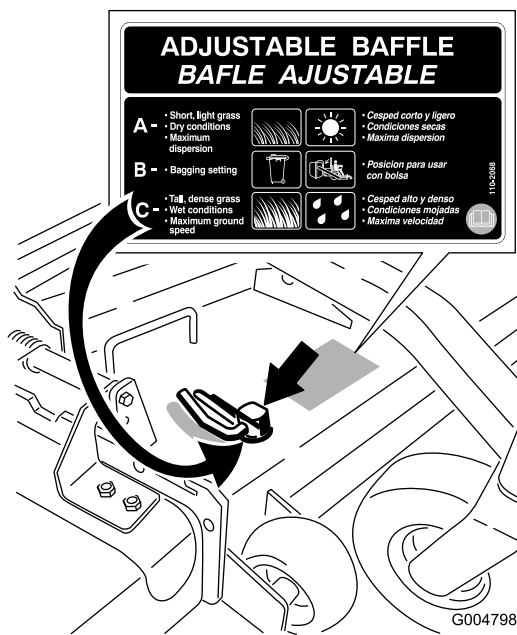 ADJUSTABLE BAFFLE
BAFLE AJUSTABLE
A - • Short, light grass
• Dry conditions
• Maximum
dispersion
• Cesped corto y ligero
• Condiciones secas
• Maxima dispersion
B - • Bagging setting
• Posicion para usar
con bolsa
C - • Tall, dense grass
• Wet conditions
• Maximum ground
speed
• Cesped alto y denso
• Condiciones mojadas
• Maxima velocidad
110-2068
G004798